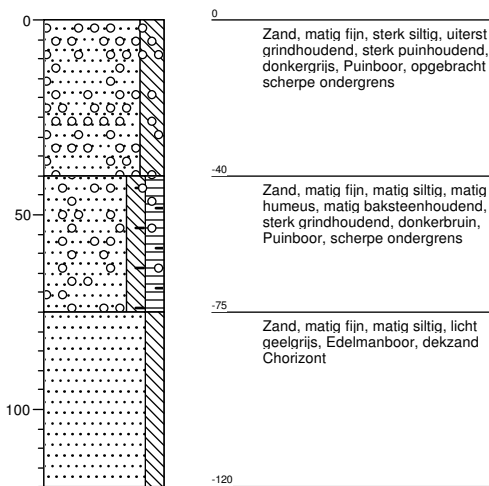 0
0
Zand, matig fijn, sterk siltig, uiterst
grindhoudend, sterk puinhoudend,
donkergrijs, Puinboor, opgebracht
scherpe ondergrens
-40
Zand, matig fijn, matig siltig, matig
humeus, matig baksteenhoudend,
sterk grindhoudend, donkerbruin,
Puinboor, scherpe ondergrens
50
-75
Zand, matig fijn, matig siltig, licht
geelgrijs, Edelmanboor, dekzand
Chorizont
100
-120